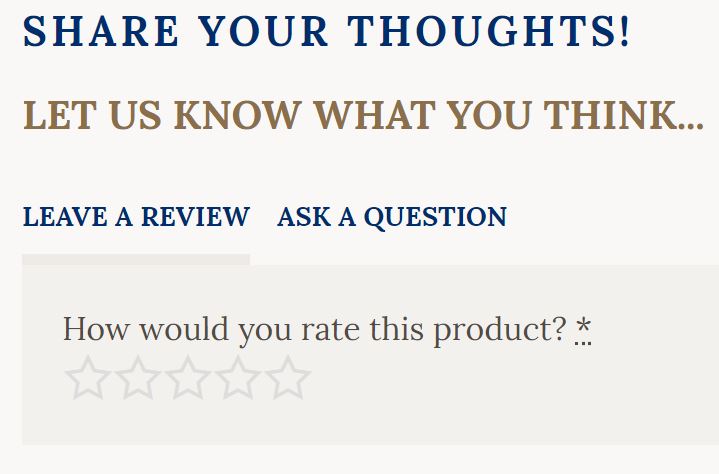 SHARE YOUR THOUGHTS!
LET US KNOW WHAT YOU THINK...
LEAVE A REVIEW ASK A QUESTION
How would you rate this product? *